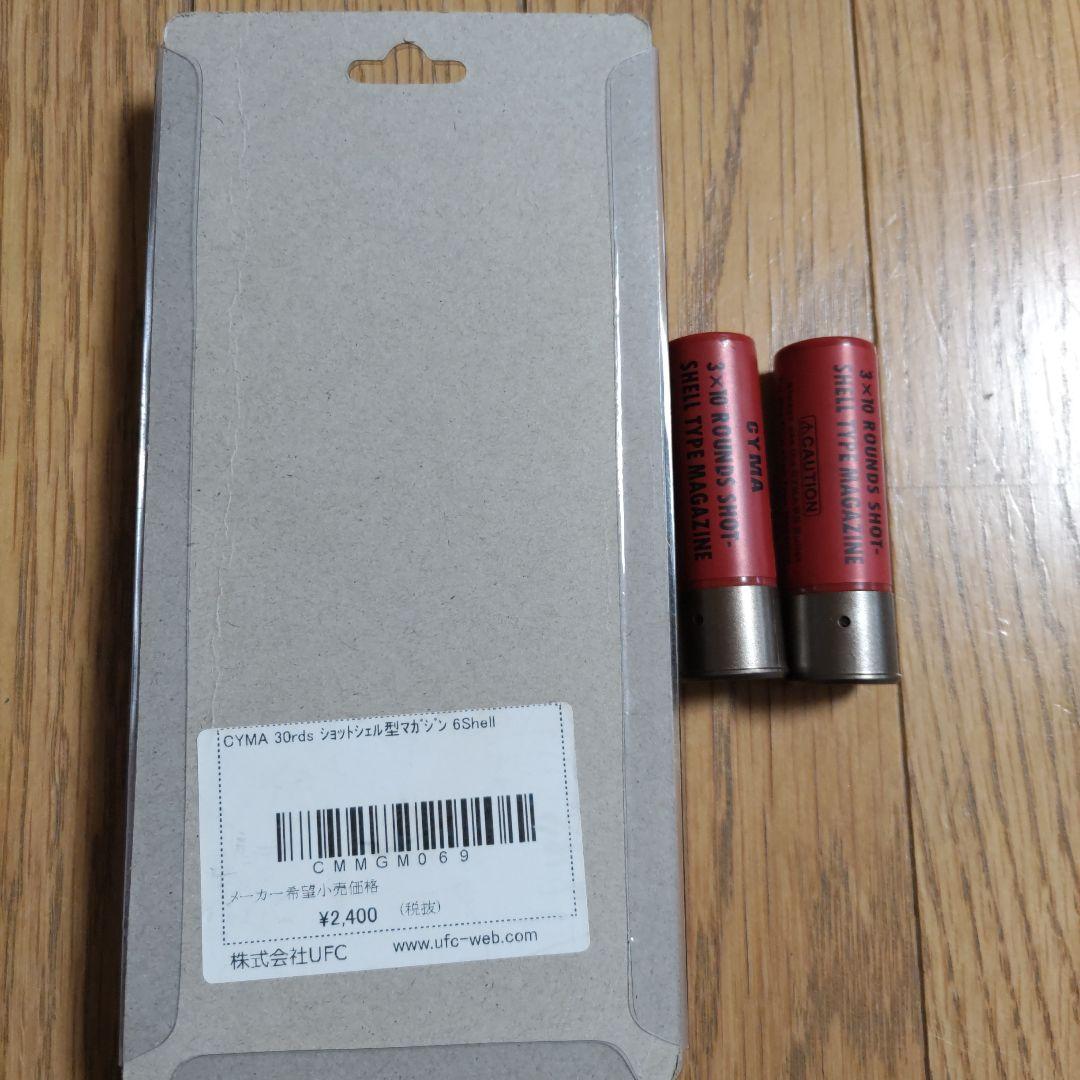 CYMA
3×10 ROUNDS SHOT-
SHELL TYPE MAGAZINE
3×10 ROUNDS SHOT-
SHELL TYPE MAGAZINE
⚠CAUTION
CYMA 30rds ｼｮｯﾄｼｪﾙ型ﾏｶﾞｼﾞﾝ 6Shell
CMMGM069
メーカー希望小売価格
¥2,400 (税抜)
株式会社UFC www.ufc-web.com